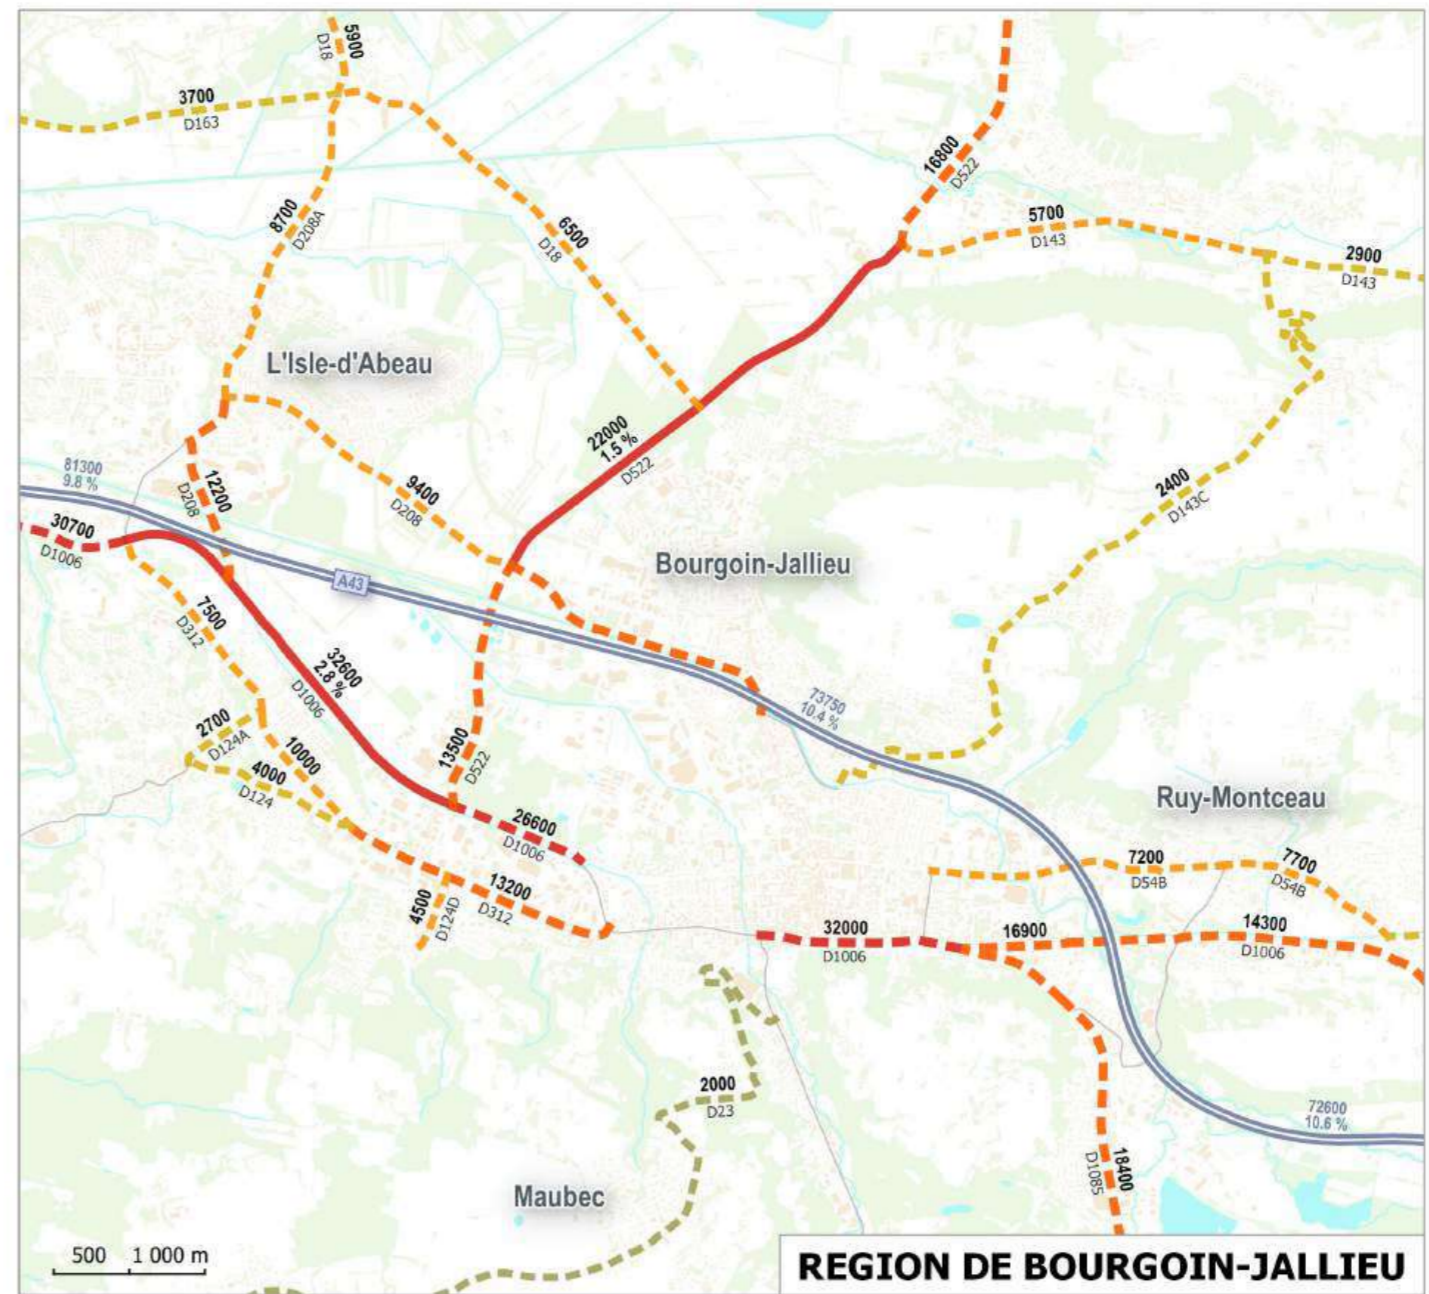 5900
D18
3700
D163
16800
D522
8700
D208A
6500
D18
5700
D143
2900
D143
L'Isle-d'Abeau
22000
1.5 %
D522
81300
9.8 %
12200
D208
9400
D208
2400
D143C
30700
D1006
A43
Bourgoin-Jallieu
7500
D312
32600
2.8 %
D1006
73750
10.4 %
2700
D124A
10000
4000
D124
13500
D522
Ruy-Montceau
26600
D1006
7200
D54B
7700
D54B
4500
D124D
13200
D312
32000
D1006
16900
14300
D1006
2000
D23
72600
10.6 %
18400
D1085
Maubec
500 1 000 m
REGION DE BOURGOIN-JALLIEU